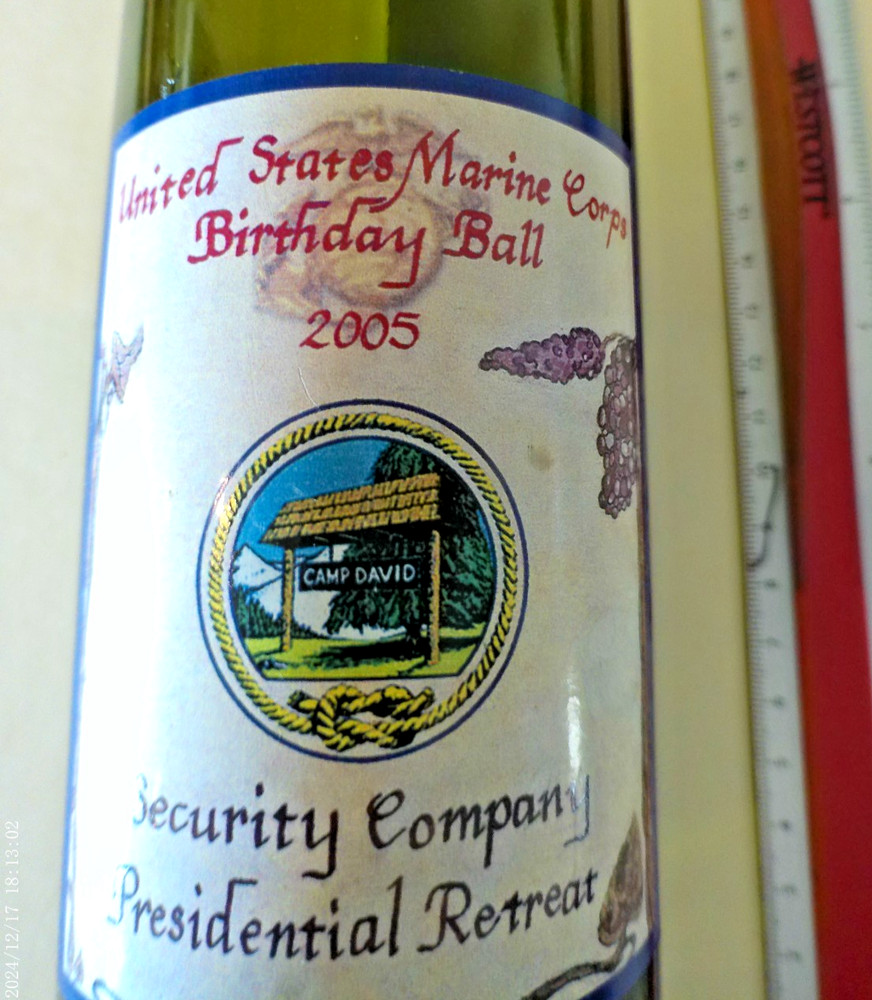 United States Marine Corps
Birthday Ball
2005
CAMP DAVID
Security Company
Presidential Retreat
WESTCOTT
2024/12/17 18:13:02